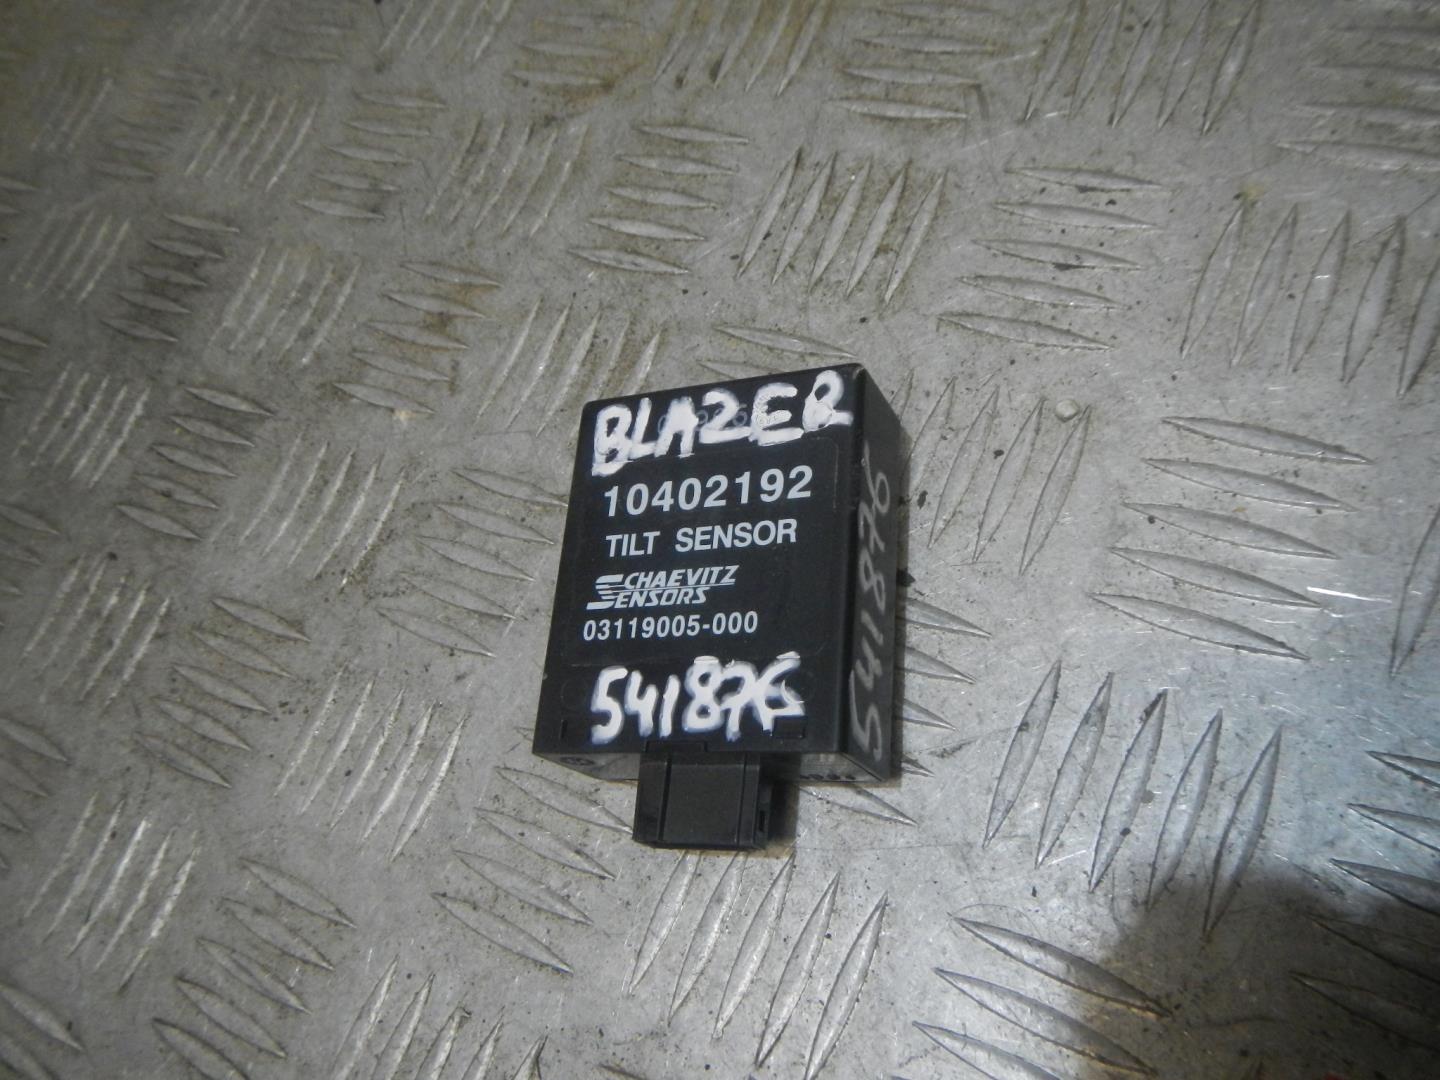 BLAZER
10402192
TILT SENSOR
SCHAEVITZ
SENSORS
03119005-000
541876
541876